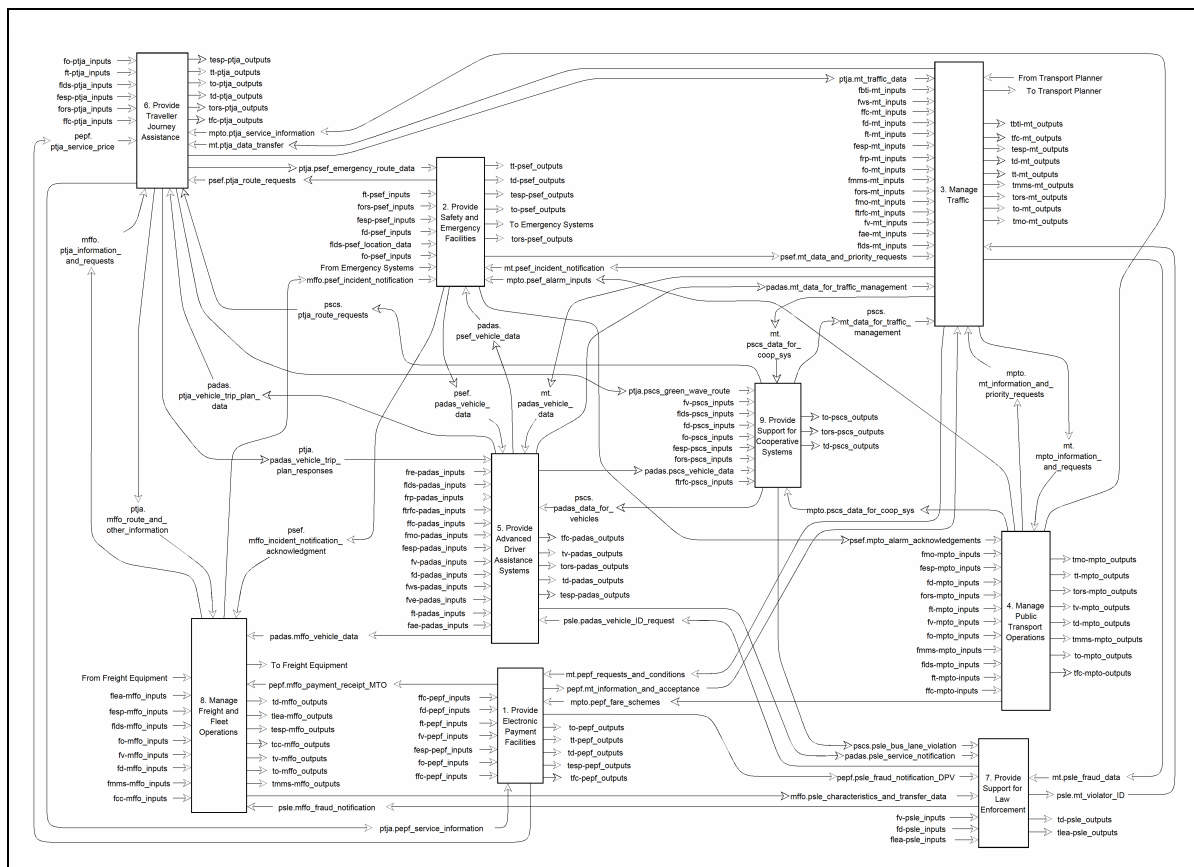 fo-ptja_inputs
ft-ptja_inputs
flds-ptja_inputs
fesp-ptja_inputs
fors-ptja_inputs
ffc-ptja_inputs
pepf.
ptja_service_price
6. Provide
Traveller
Journey
Assistance
tesp-ptja_outputs
tt-ptja_outputs
to-ptja_outputs
td-ptja_outputs
tors-ptja_outputs
tfc-ptja_outputs
mpto.ptja_service_information
mt.ptja_data_transfer
ptja.psef_emergency_route_data
psef.ptja_route_requests
ft-psef_inputs
fors-psef_inputs
fesp-psef_inputs
fd-psef_inputs
flds-psef_location_data
fo-psef_inputs
From Emergency Systems
mffo.psef_incident_notification
2. Provide
Safety and
Emergency
Facilities
tt-psef_outputs
td-psef_outputs
tesp-psef_outputs
to-psef_outputs
To Emergency Systems
tors-psef_outputs
mt.psef_incident_notification
mpto.psef_alarm_inputs
ptja.mt_traffic_data
fbti-mt_inputs
fws-mt_inputs
ffc-mt_inputs
fd-mt_inputs
ft-mt_inputs
fesp-mt_inputs
frp-mt_inputs
fo-mt_inputs
fmms-mt_inputs
fors-mt_inputs
fmo-mt_inputs
ftrfc-mt_inputs
fv-mt_inputs
fae-mt_inputs
flds-mt_inputs
psef.mt_data_and_priority_requests
padas.mt_data_for_traffic_management
3. Manage
Traffic
From Transport Planner
To Transport Planner
tbti-mt_outputs
tfc-mt_outputs
tesp-mt_outputs
td-mt_outputs
tt-mt_outputs
tmms-mt_outputs
tors-mt_outputs
to-mt_outputs
tmo-mt_outputs
mffo.
ptja_information_
and_requests
pscs.
ptja_route_requests
padas.
psef_vehicle_data
mt.
pscs_data_for_
coop_sys
pscs.
mt_data_for_traffic_
management
padas.
ptja_vehicle_trip_plan_
data
psef.
padas_vehicle_
data
mt.
padas_vehicle_
data
mpto.
mt_information_and_
priority_requests
mt.
mpto_information_
and_requests
ptja.pscs_green_wave_route
fv-pscs_inputs
flds-pscs_inputs
fd-pscs_inputs
fo-pscs_inputs
fesp-pscs_inputs
fors-pscs_inputs
padas.pscs_vehicle_data
ftrfc-pscs_inputs
9. Provide
Support for
Cooperative
Systems
to-pscs_outputs
tors-pscs_outputs
td-pscs_outputs
ptja.
padas_vehicle_trip_
plan_responses
ptja.
mffo_route_and_
other_information
psef.
mffo_incident_notification_
acknowledgment
fre-padas_inputs
flds-padas_inputs
frp-padas_inputs
ftrfc-padas_inputs
ffc-padas_inputs
fmo-padas_inputs
fesp-padas_inputs
fv-padas_inputs
fd-padas_inputs
fws-padas_inputs
fve-padas_inputs
ft-padas_inputs
fae-padas_inputs
5. Provide
Advanced
Driver
Assistance
Systems
pscs.
padas_data_for_
vehicles
tfc-padas_outputs
tv-padas_outputs
tors-padas_outputs
td-padas_outputs
tesp-padas_outputs
psle.padas_vehicle_ID_request
mpto.pscs_data_for_coop_sys
psef.mpto_alarm_acknowledgements
fmo-mpto_inputs
fesp-mpto_inputs
fd-mpto_inputs
fors-mpto_inputs
ft-mpto_inputs
fv-mpto_inputs
fo-mpto_inputs
fmms-mpto_inputs
flds-mpto_inputs
ft-mpto-inputs
ffc-mpto_inputs
4. Manage
Public
Transport
Operations
tmo-mpto_outputs
tt-mpto_outputs
tors-mpto_outputs
tv-mpto_outputs
td-mpto_outputs
tmms-mpto_outputs
to-mpto_outputs
tfc-mpto_outputs
padas.mffo_vehicle_data
To Freight Equipment
From Freight Equipment
flea-mffo_inputs
fesp-mffo_inputs
flds-mffo_inputs
fo-mffo_inputs
fv-mffo_inputs
fd-mffo_inputs
fmms-mffo_inputs
fcc-mffo_inputs
8. Manage
Freight and
Fleet
Operations
pepf.mffo_payment_receipt_MTO
td-mffo_outputs
tlea-mffo_outputs
tesp-mffo_outputs
tcc-mffo_outputs
tv-mffo_outputs
to-mffo_outputs
tmms-mffo_outputs
psle.mffo_fraud_notification
ptja.pepf_service_information
ffc-pepf_inputs
fd-pepf_inputs
ft-pepf_inputs
fv-pepf_inputs
fesp-pepf_inputs
fo-pepf_inputs
ffc-pepf_inputs
1. Provide
Electronic
Payment
Facilities
mt.pepf_requests_and_conditions
pepf.mt_information_and_acceptance
mpto.pepf_fare_schemes
to-pepf_outputs
tt-pepf_outputs
td-pepf_outputs
tesp-pepf_outputs
tfc-pepf_outputs
mffo.psle_characteristics_and_transfer_data
pscs.psle_bus_lane_violation
padas.psle_service_notification
pepf.psle_fraud_notification_DPV
fv-psle_inputs
fd-psle_inputs
flea-psle_inputs
7. Provide
Support for
Law
Enforcement
mt.psle_fraud_data
psle.mt_violator_ID
td-psle_outputs
tlea-psle_outputs